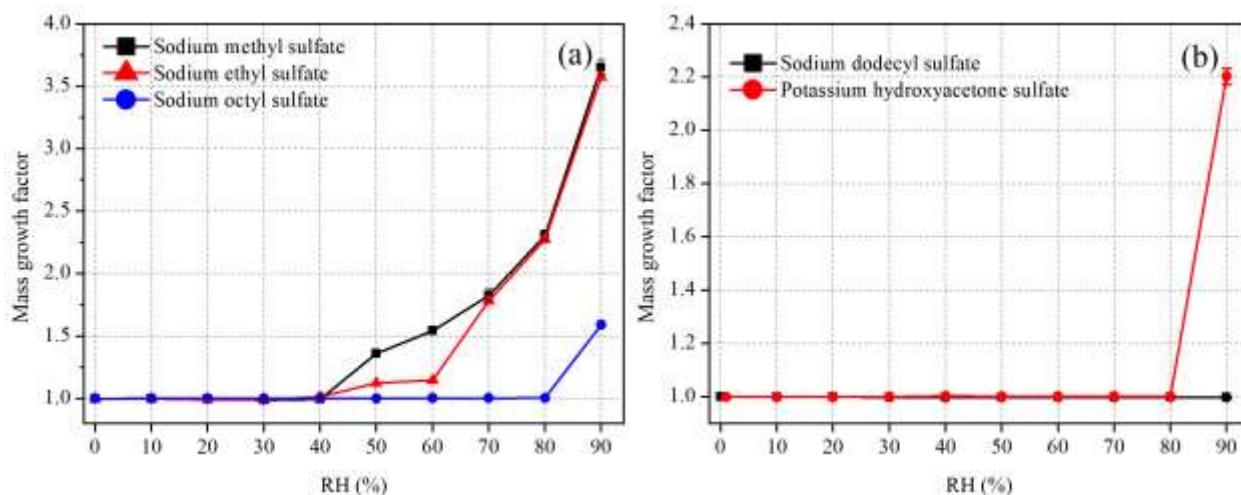 (a)
Sodium methyl sulfate
Sodium ethyl sulfate
Sodium octyl sulfate
Mass growth factor
4.0
3.5
3.0
2.5
2.0
1.5
1.0
0 10 20 30 40 50 60 70 80 90
RH (%)
(b)
Sodium dodecyl sulfate
Potassium hydroxyacetone sulfate
Mass growth factor
2.4
2.2
2.0
1.8
1.6
1.4
1.2
1.0
0 10 20 30 40 50 60 70 80 90
RH (%)